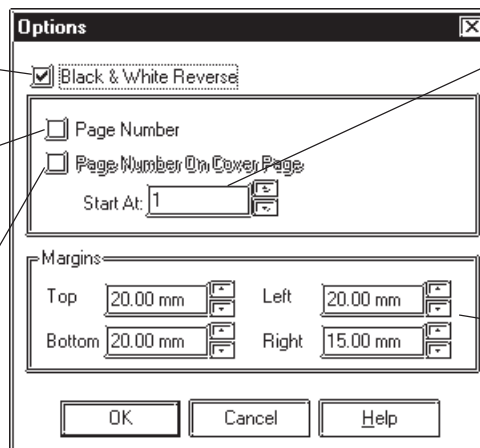 Options
Black & White Reverse
Page Number
Page Number On Cover Page
Start At: 1
Margins
Top 20.00 mm Left 20.00 mm
Bottom 20.00 mm Right 15.00 mm
OK Cancel Help